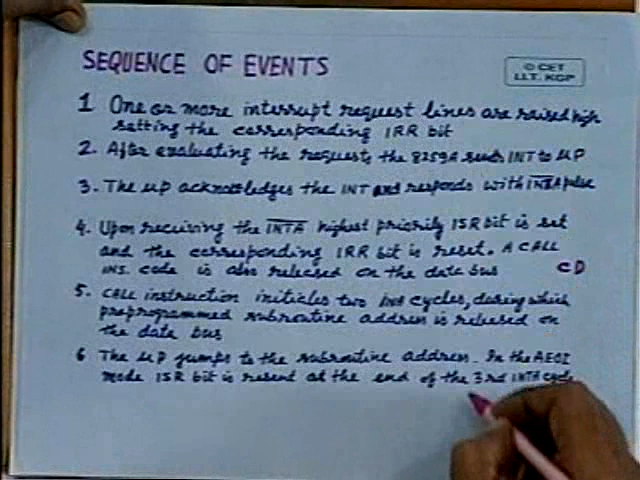 SEQUENCE OF EVENTS
© CET
I.I.T. KGP
1 One or more interrupt request lines are raised high
setting the corresponding IRR bit
2. After evaluating the requests the 8259A sends INT to μP
3. The μP acknowledges the INT and responds with INTA pulse
4. Upon receiving the INTA highest priority ISR bit is set
and the corresponding IRR bit is reset. A CALL
INS. code is also released on the data bus CD
5. CALL instruction initiates two cycles, during which
preprogrammed subroutine address is released on
the data bus
6 The μP jumps to the subroutine address. In the AEOI
mode ISR bit is reset at the end of the 3rd INTA cycle